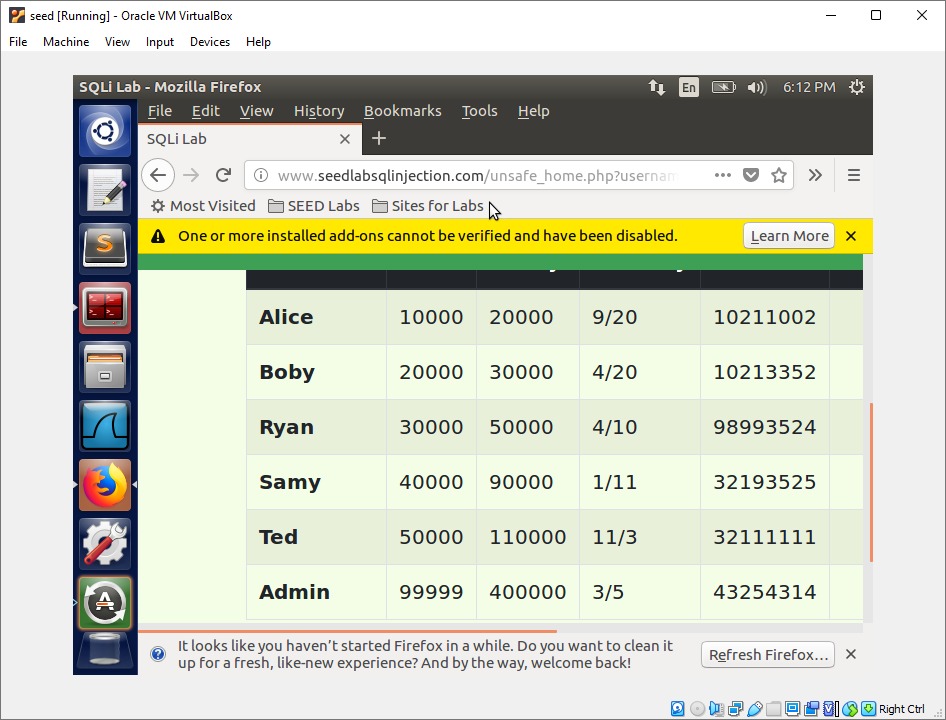 seed [Running] - Oracle VM VirtualBox
File Machine View Input Devices Help
SQLi Lab - Mozilla Firefox En 6:12 PM
File Edit View History Bookmarks Tools Help
SQLi Lab
www.seedlabsqlinjection.com/unsafe_home.php?usernam
Most Visited SEED Labs Sites for Labs
One or more installed add-ons cannot be verified and have been disabled. Learn More
Alice 10000 20000 9/20 10211002
Boby 20000 30000 4/20 10213352
Ryan 30000 50000 4/10 98993524
Samy 40000 90000 1/11 32193525
Ted 50000 110000 11/3 32111111
Admin 99999 400000 3/5 43254314
It looks like you haven’t started Firefox in a while. Do you want to clean it
up for a fresh, like-new experience? And by the way, welcome back!
Refresh Firefox…
Right Ctrl